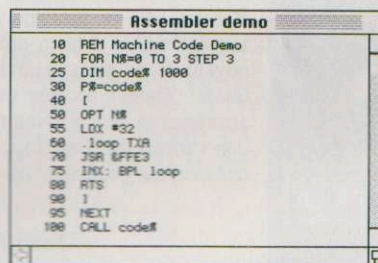 Assembler demo
10 REM Machine Code Demo
20 FOR N%=0 TO 3 STEP 3
25 DIM code% 1000
30 P%=code%
40 [
50 OPT N%
55 LDX #32
60 .loop TXA
70 JSR &FFE3
75 INX: BPL loop
80 RTS
90 ]
95 NEXT
100 CALL code%